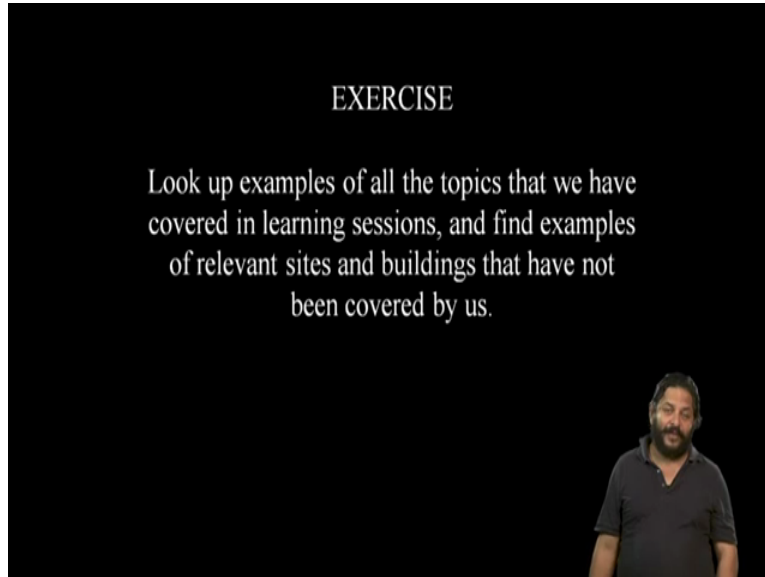 EXERCISE
Look up examples of all the topics that we have
covered in learning sessions, and find examples
of relevant sites and buildings that have not
been covered by us.